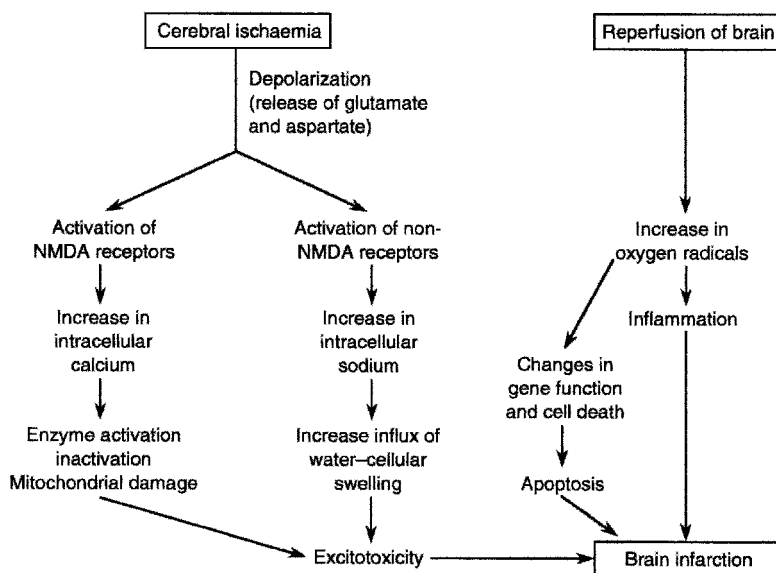 Cerebral ischaemia
Reperfusion of brain
Depolarization
(release of glutamate
and aspartate)
Activation of
NMDA receptors
Activation of non-
NMDA receptors
Increase in
oxygen radicals
Increase in
intracellular
calcium
Increase in
intracellular
sodium
Inflammation
Changes in
gene function
and cell death
Enzyme activation
inactivation
Mitochondrial damage
Increase influx of
water–cellular
swelling
Apoptosis
Excitotoxicity
Brain infarction